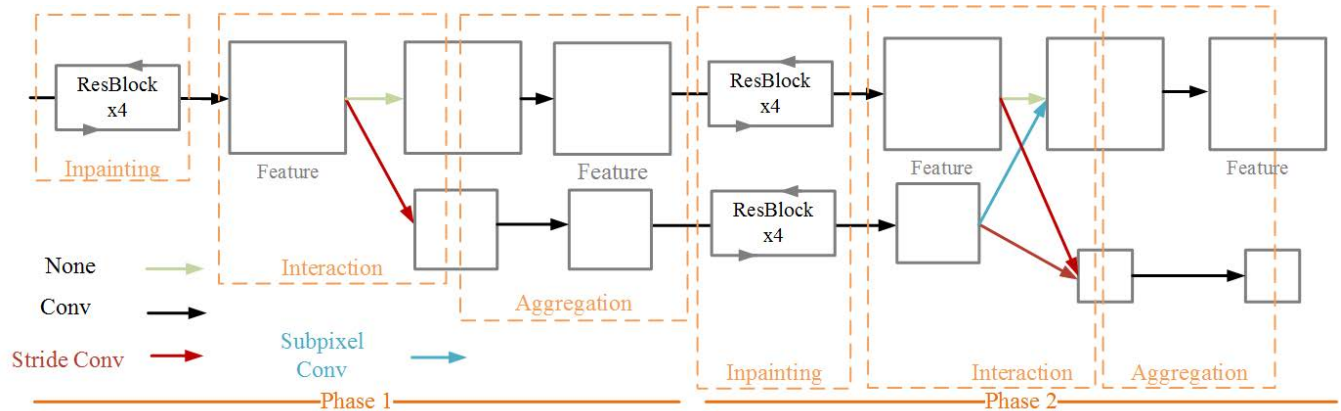 ResBlock
x4
Inpainting
Feature
Interaction
Feature
Aggregation
None
Conv
Stride Conv
Subpixel
Conv
Phase 1
ResBlock
x4
ResBlock
x4
Inpainting
Feature
Interaction
Feature
Aggregation
Phase 2